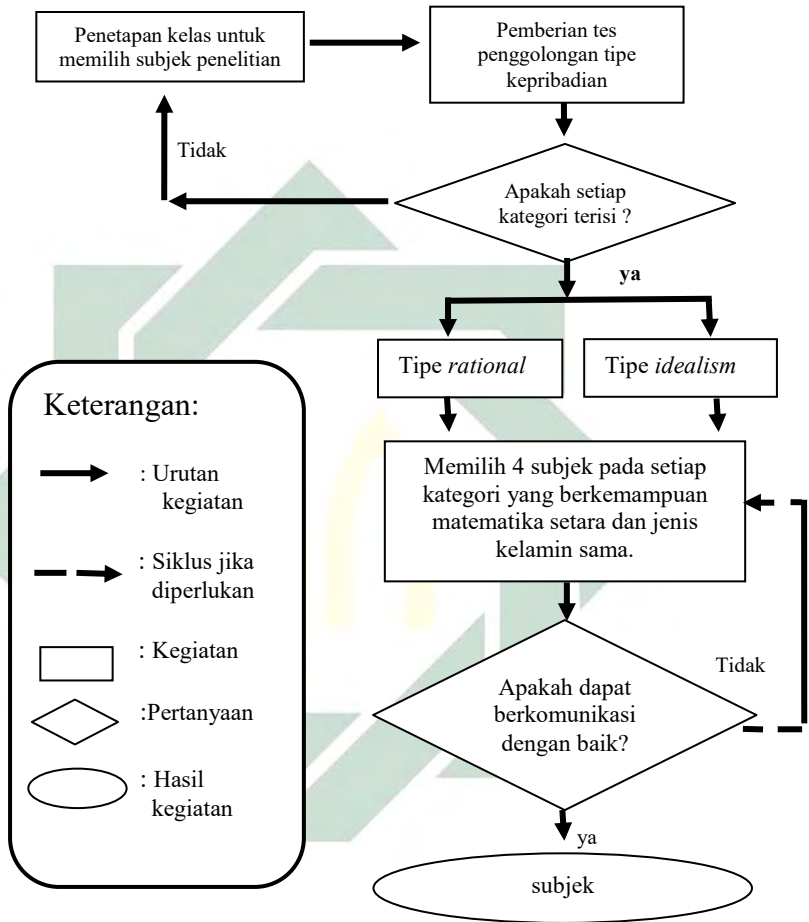 Penetapan kelas untuk
memilih subjek penelitian
Pemberian tes
penggolongan tipe
kepribadian
Tidak
Apakah setiap
kategori terisi ?
ya
Tipe rational
Tipe idealism
Memilih 4 subjek pada setiap
kategori yang berkemampuan
matematika setara dan jenis
kelamin sama.
Tidak
Apakah dapat
berkomunikasi
dengan baik?
ya
subjek
Keterangan:
: Urutan
kegiatan
: Siklus jika
diperlukan
: Kegiatan
:Pertanyaan
: Hasil
kegiatan